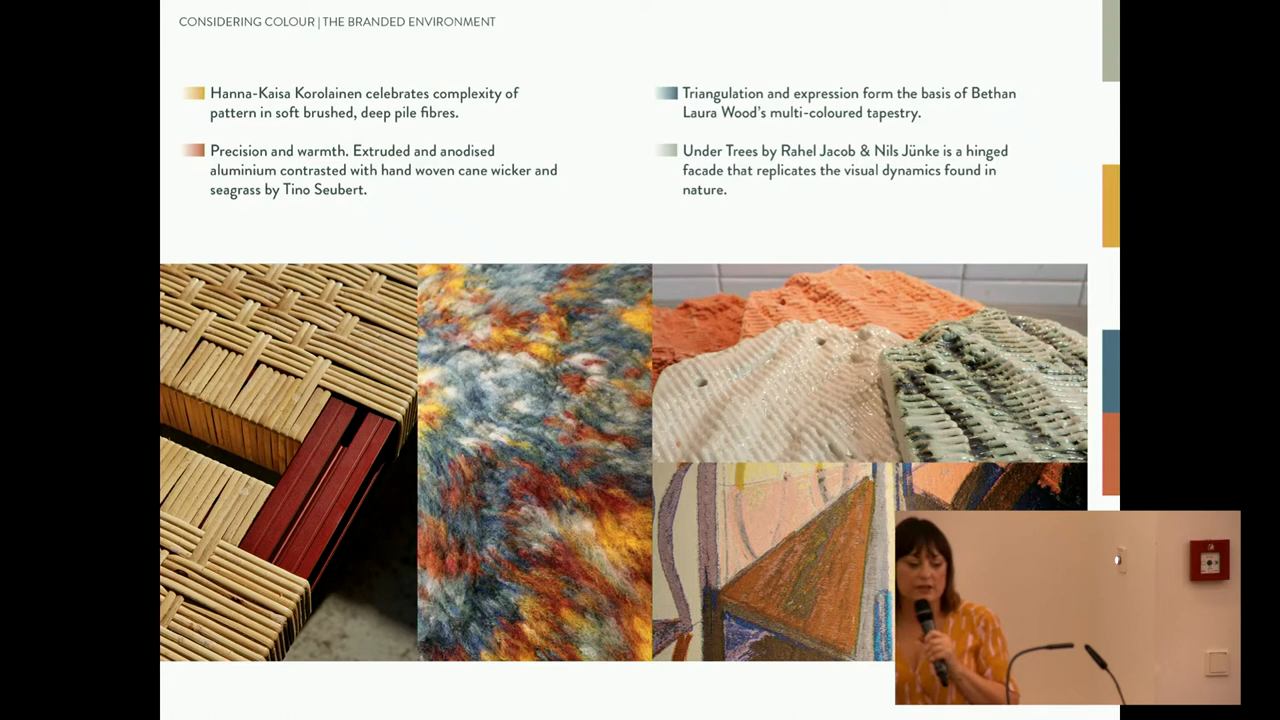 CONSIDERING COLOUR | THE BRANDED ENVIRONMENT
Hanna-Kaisa Korolainen celebrates complexity of
pattern in soft brushed, deep pile fibres.
Precision and warmth. Extruded and anodised
aluminium contrasted with hand woven cane wicker and
seagrass by Tino Seubert.
Triangulation and expression form the basis of Bethan
Laura Wood's multi-coloured tapestry.
Under Trees by Rahel Jacob & Nils Jünke is a hinged
facade that replicates the visual dynamics found in
nature.